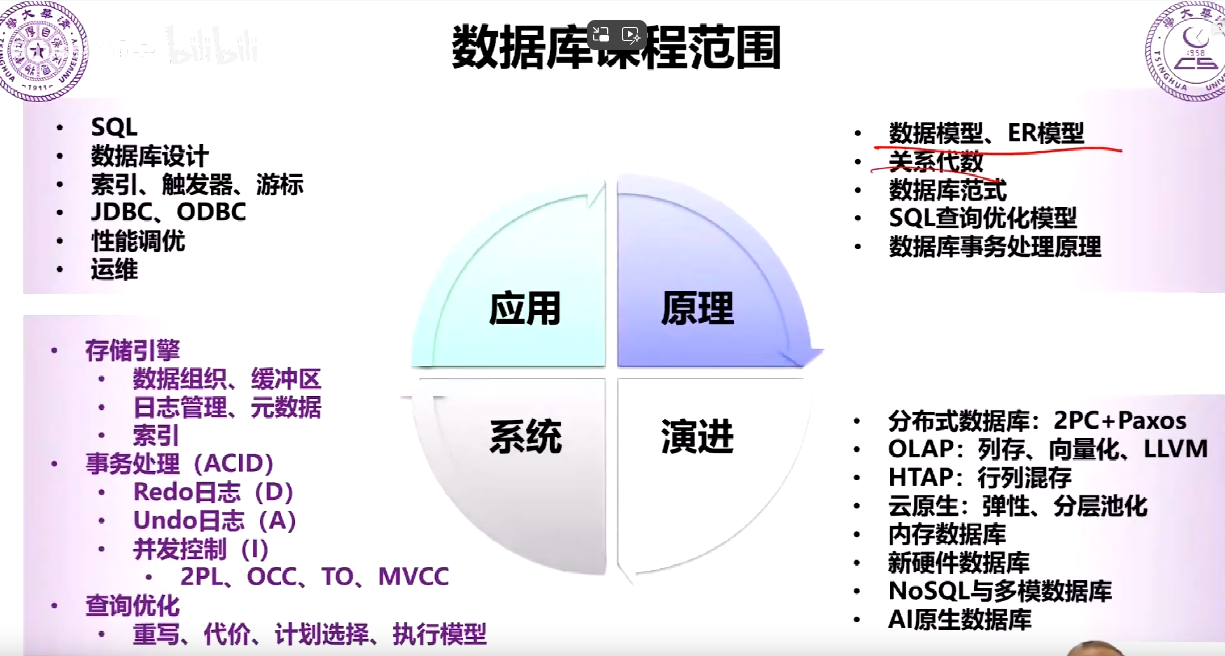 数据库课程范围
bilibili
SQL
数据库设计
索引、触发器、游标
JDBC、ODBC
性能调优
运维
数据模型、ER模型
关系代数
数据库范式
SQL查询优化模型
数据库事务处理原理
应用
原理
系统
演进
存储引擎
数据组织、缓冲区
日志管理、元数据
索引
事务处理（ACID）
Redo日志（D）
Undo日志（A）
并发控制（I）
2PL、OCC、TO、MVCC
查询优化
重写、代价、计划选择、执行模型
分布式数据库：2PC+Paxos
OLAP：列存、向量化、LLVM
HTAP：行列混存
云原生：弹性、分层池化
内存数据库
新硬件数据库
NoSQL与多模数据库
AI原生数据库